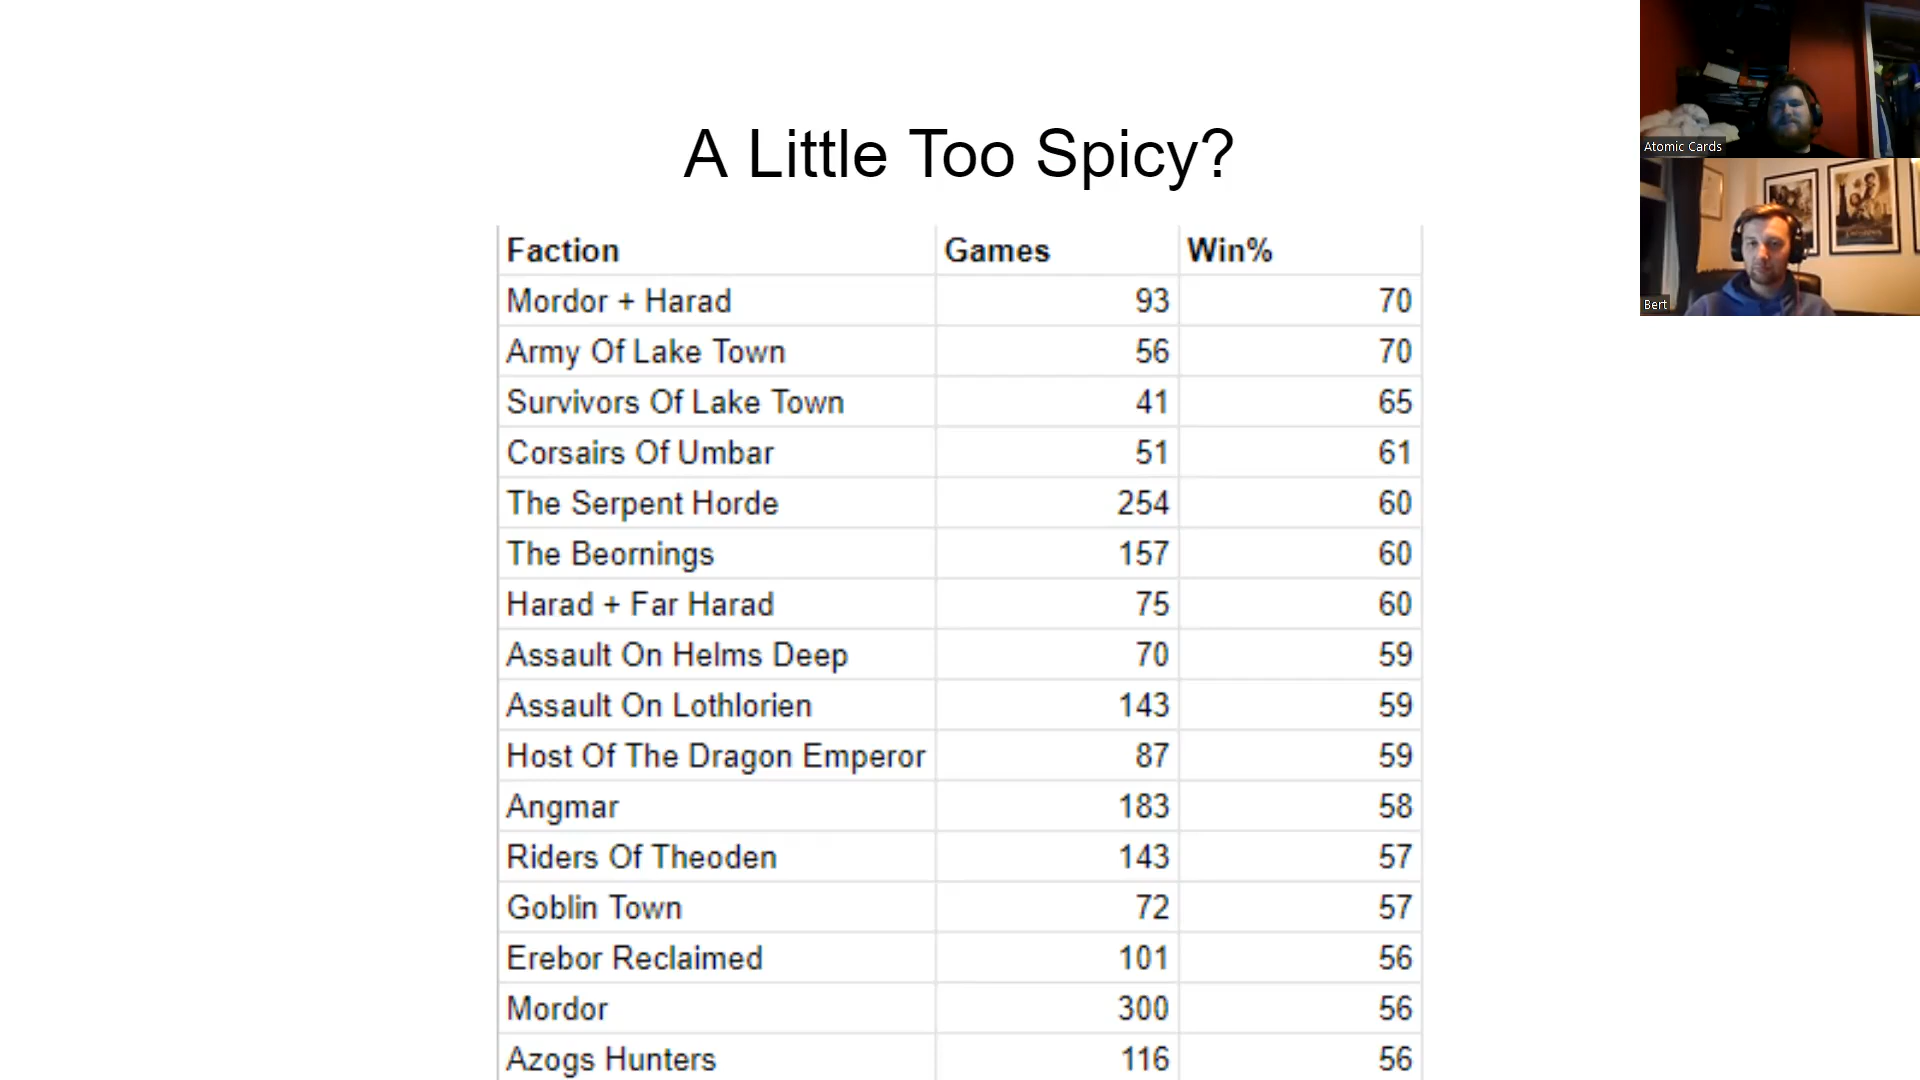 A Little Too Spicy?
Faction Games Win%
Mordor + Harad 93 70
Army Of Lake Town 56 70
Survivors Of Lake Town 41 65
Corsairs Of Umbar 51 61
The Serpent Horde 254 60
The Beornings 157 60
Harad + Far Harad 75 60
Assault On Helms Deep 70 59
Assault On Lothlorien 143 59
Host Of The Dragon Emperor 87 59
Angmar 183 58
Riders Of Theoden 143 57
Goblin Town 72 57
Erebor Reclaimed 101 56
Mordor 300 56
Azogs Hunters 116 56
Atomic Cards
Bert